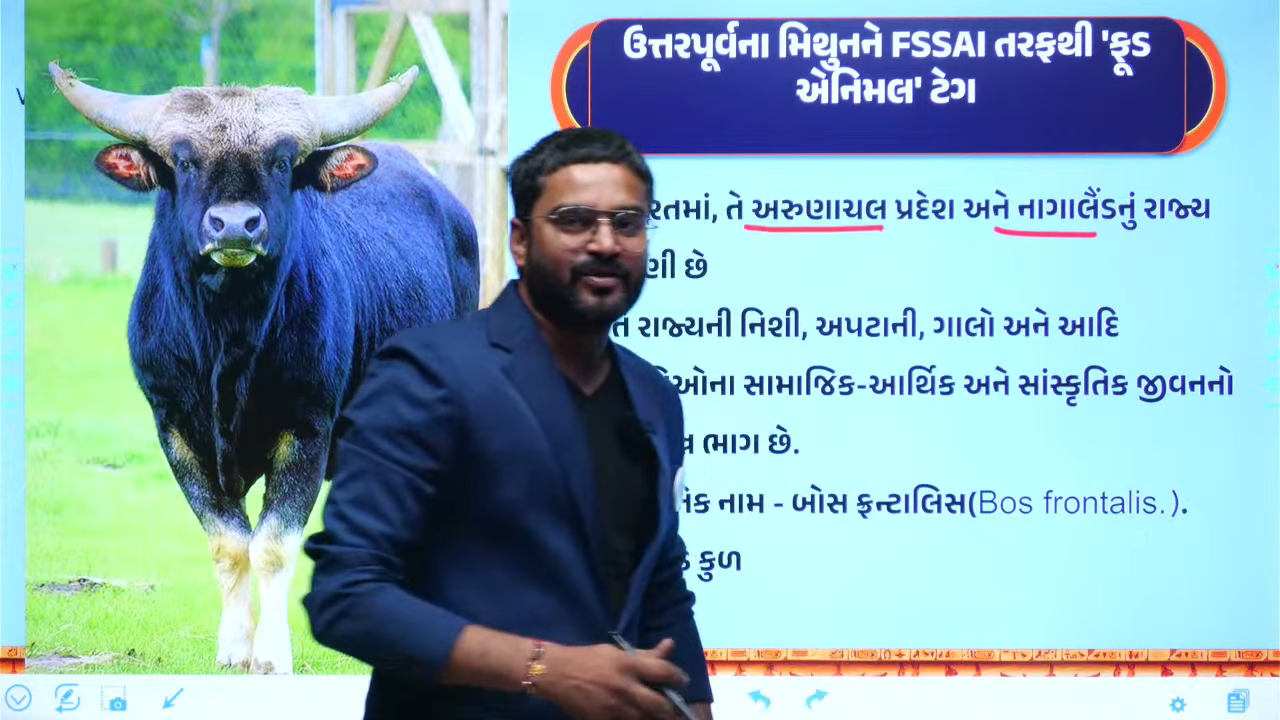 ઉત્તરપૂર્વના મિથુનને FSSAI તરફથી 'ફૂડ
એનિમલ' ટેગ
તે અરુણાચલ પ્રદેશ અને નાગાલૈંડનું રાજ્ય
છે
રાજ્યની નિશી, અપટાની, ગાલો અને આદિ
સામાજિક-આર્થિક અને સાંસ્કૃતિક જીવનનો
ભાગ છે.
નામ - બોસ ફ્રન્ટાલિસ(Bos frontalis.).
કુળ